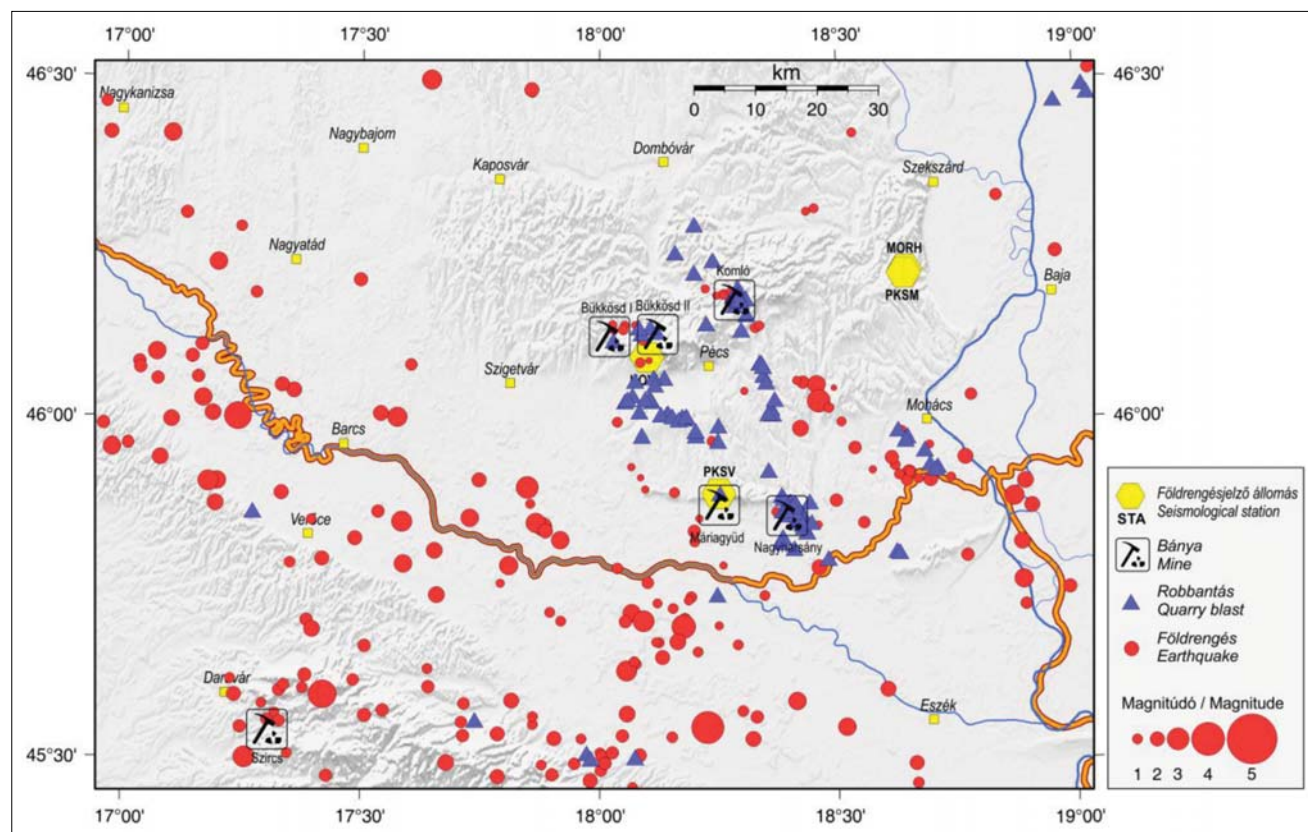 17°00'
17°30'
18°00'
18°30'
19°00'
46°30'
46°30'
km
0 10 20 30
Nagykanizsa
Nagybajom
Kaposvár
Dombóvár
Szekszárd
MORH
PKSM
Nagyatád
Baja
Komló
Bükkösd I
Bükkösd II
Pécs
Szigetvár
46°00'
46°00'
Mohács
Barcs
PKSV
Verőce
Máriagyűd
Nagyharsány
Daruvár
Eszék
Szircs
45°30'
45°30'
17°00'
17°30'
18°00'
18°30'
19°00'
STA
Földrengésjelző állomás
Seismological station
Bánya
Mine
Robbantás
Quarry blast
Földrengés
Earthquake
Magnitúdó / Magnitude
1 2 3 4 5